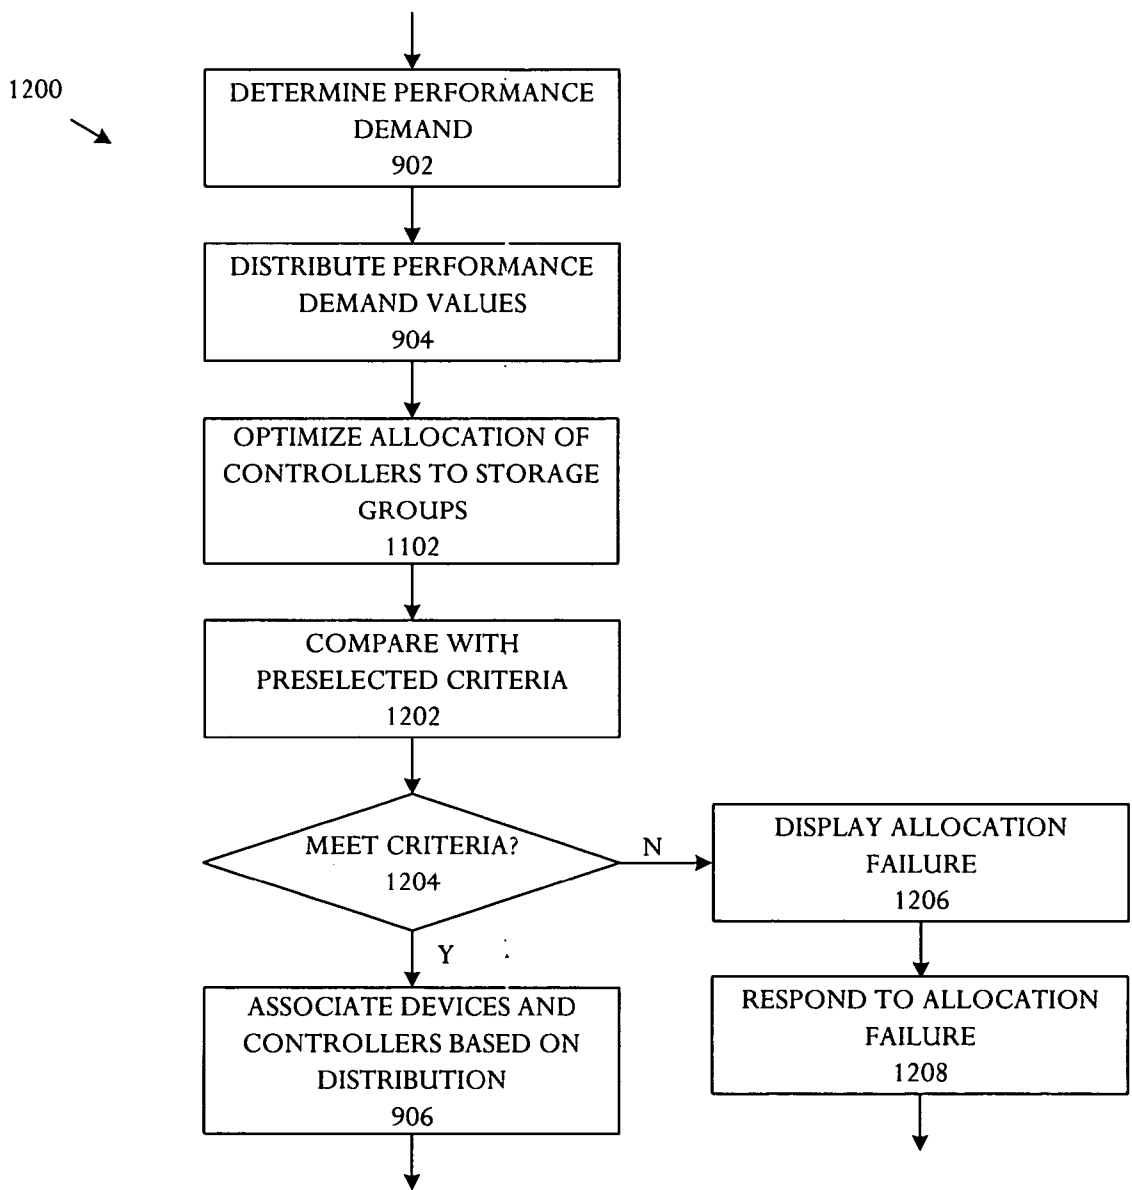 1200
DETERMINE PERFORMANCE
DEMAND
902
DISTRIBUTE PERFORMANCE
DEMAND VALUES
904
OPTIMIZE ALLOCATION OF
CONTROLLERS TO STORAGE
GROUPS
1102
COMPARE WITH
PRESELECTED CRITERIA
1202
MEET CRITERIA?
1204
N
DISPLAY ALLOCATION
FAILURE
1206
RESPOND TO ALLOCATION
FAILURE
1208
Y
ASSOCIATE DEVICES AND
CONTROLLERS BASED ON
DISTRIBUTION
906